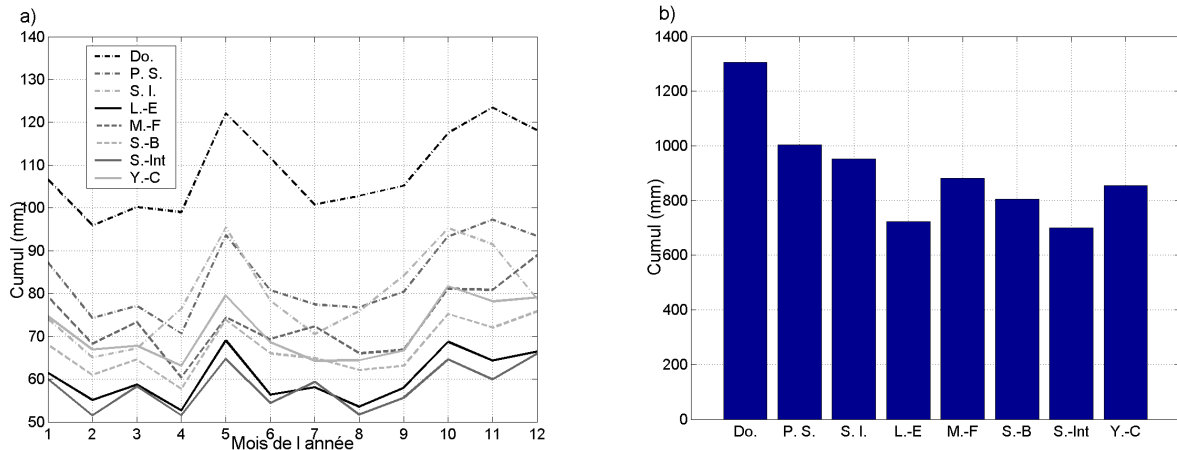 a)
140
130
120
110
100
90
80
70
60
50
Cumul (mm)
Do.
P. S.
S. I.
L.-E
M.-F
S.-B
S.-Int
Y.-C
1 2 3 4 5 6 7 8 9 10 11 12
Mois de l année
b)
1400
1200
1000
800
600
400
200
0
Cumul (mm)
Do. P. S. S. I. L.-E M.-F S.-B S.-Int Y.-C